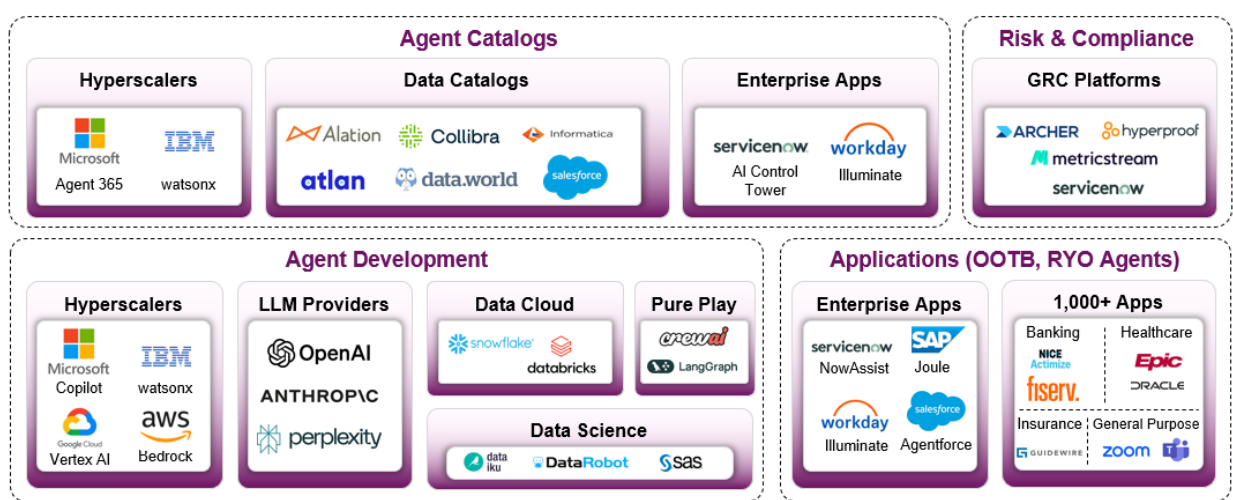 Agent Catalogs
Hyperscalers
Microsoft
Agent 365
IBM
watsonx
Data Catalogs
Alation
Collibra
Informatica
atlan
data.world
salesforce
Enterprise Apps
servicenow
AI Control
Tower
workday
Illuminate
Risk & Compliance
GRC Platforms
ARCHER
hyperproof
metricstream
servicenow
Agent Development
Hyperscalers
Microsoft
Copilot
IBM
watsonx
Google Cloud
Vertex AI
aws
Bedrock
LLM Providers
OpenAI
ANTHROP\C
perplexity
Data Cloud
snowflake
databricks
Pure Play
crewai
LangGraph
Data Science
data
iku
DataRobot
sas
Applications (OOTB, RYO Agents)
Enterprise Apps
servicenow
NowAssist
SAP
Joule
workday
Illuminate
salesforce
Agentforce
1,000+ Apps
Banking
NICE
Actimize
fiserv.
Healthcare
Epic
ORACLE
Insurance
GUIDEWIRE
General Purpose
zoom
T